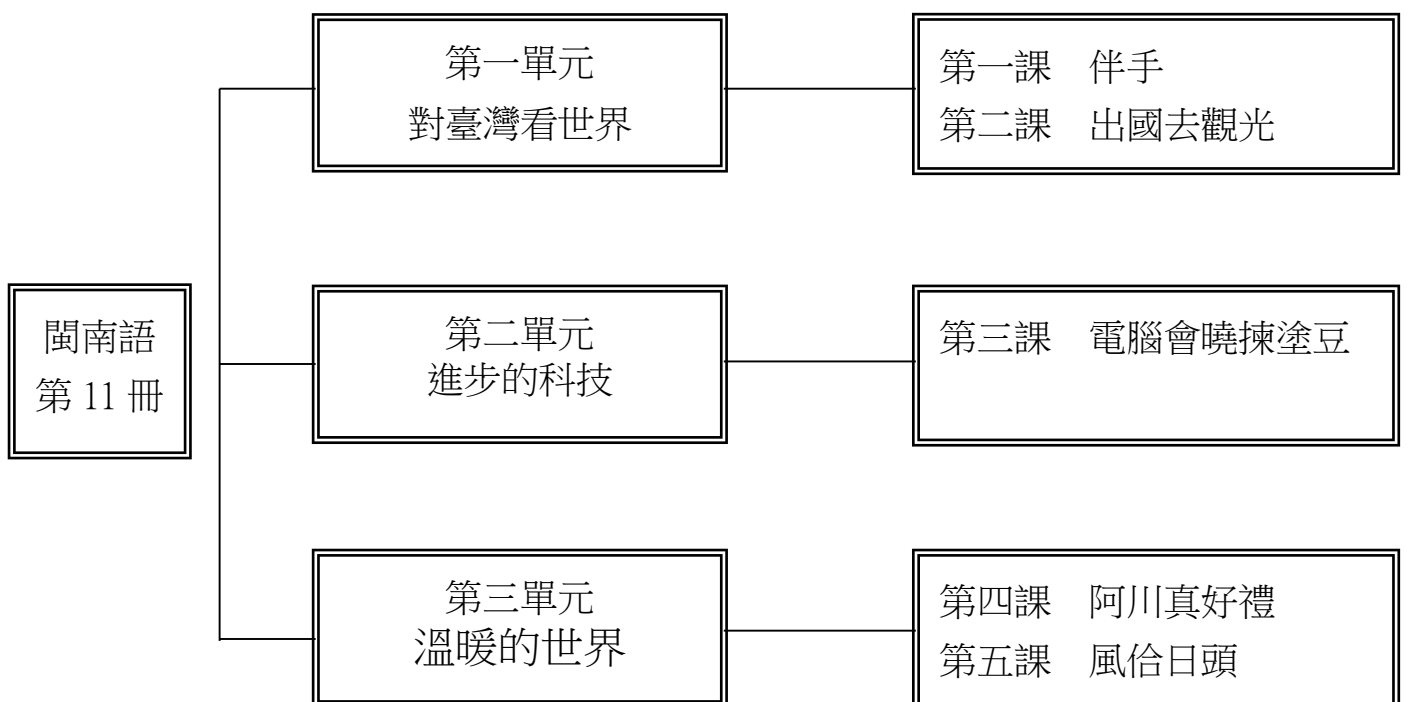 閩南語
第 11 冊
第一單元
對臺灣看世界
第一課　伴手
第二課　出國去觀光
第二單元
進步的科技
第三課　電腦會曉揀塗豆
第三單元
溫暖的世界
第四課　阿川真好禮
第五課　風佮日頭